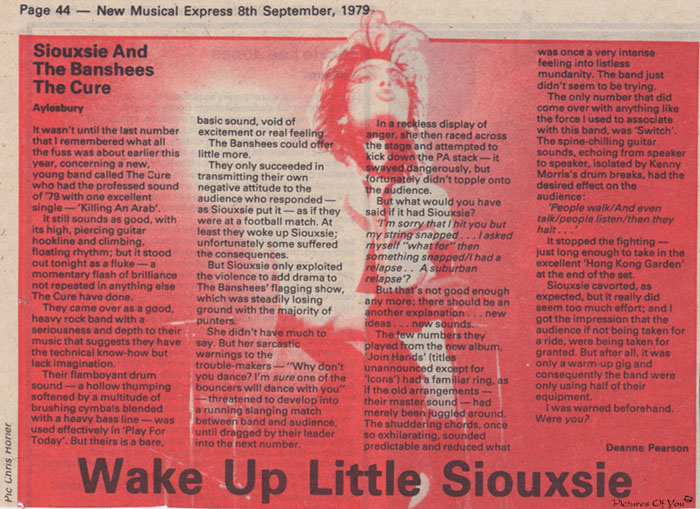 Page 44 — New Musical Express 8th September, 1979
Siouxsie And
The Banshees
The Cure
Aylesbury
It wasn't until the last number
that I remembered what all
the fuss was about earlier this
year, concerning a new,
young band called The Cure
who had the professed sound
of '79 with one excellent
single — 'Killing An Arab'.
It still sounds as good, with
its high, piercing guitar
hookline and climbing,
floating rhythm; but it stood
out tonight as a fluke — a
momentary flash of brilliance
not repeated in anything else
The Cure have done.
They came over as a good,
heavy rock band with a
seriousness and depth to their
music that suggests they have
the technical know-how but
lack imagination.
Their flamboyant drum
sound — a hollow thumping
softened by a multitude of
brushing cymbals blended
with a heavy bass line — was
used effectively in 'Play For
Today'. But theirs is a bare,
basic sound, void of
excitement or real feeling.
The Banshees could offer
little more.
They only succeeded in
transmitting their own
negative attitude to the
audience who responded —
as Siouxsie put it — as if they
were at a football match. At
least they woke up Siouxsie;
unfortunately some suffered
the consequences.
But Siouxsie only exploited
the violence to add drama to
The Banshees' flagging show,
which was steadily losing
ground with the majority of
punters.
She didn't have much to
say. But her sarcastic
warnings to the
trouble-makers — "Why don't
you dance? I'm sure one of the
bouncers will dance with you"
— threatened to develop into
a running slanging match
between band and audience,
until dragged by their leader
into the next number.
In a reckless display of
anger, she then raced across
the stage and attempted to
kick down the PA stack — it
swayed dangerously, but
fortunately didn't topple onto
the audience.
But what would you have
said if it had Siouxsie?
'I'm sorry that I hit you but
my string snapped . . . I asked
myself "what for" then
something snapped/I had a
relapse . . A suburban
relapse'?
But that's not good enough
any more; there should be an
another explanation . . . new
ideas . . . new sounds.
The few numbers they
played from the new album,
'Join Hands' (titles
unannounced except for
'Icons') had a familiar ring, as
if the old arrangements —
their master sound — had
merely been juggled around.
The shuddering chords, once
so exhilarating, sounded
predictable and reduced what
was once a very intense
feeling into listless
mundanity. The band just
didn't seem to be trying.
The only number that did
come over with anything like
the force I used to associate
with this band, was 'Switch'.
The spine-chilling guitar
sounds, echoing from speaker
to speaker, isolated by Kenny
Morris's drum breaks, had the
desired effect on the
audience:
'People walk/And even
talk/people listen/then they
halt . . .'
It stopped the fighting —
just long enough to take in the
excellent 'Hong Kong Garden'
at the end of the set.
Siouxsie cavorted, as
expected, but it really did
seem too much effort; and I
got the impression that the
audience if not being taken for
a ride, were being taken for
granted. But after all, it was
only a warm-up gig and
consequently the band were
only using half of their
equipment.
I was warned beforehand.
Were you?
Deanne Pearson
Pic Chris Horler
Wake Up Little Siouxsie
Pictures Of You